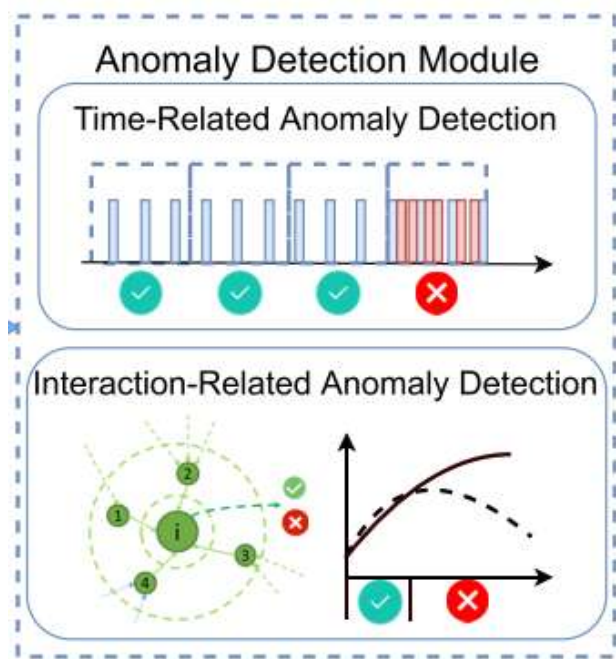 Anomaly Detection Module
Time-Related Anomaly Detection
Interaction-Related Anomaly Detection
2
1
i
3
4